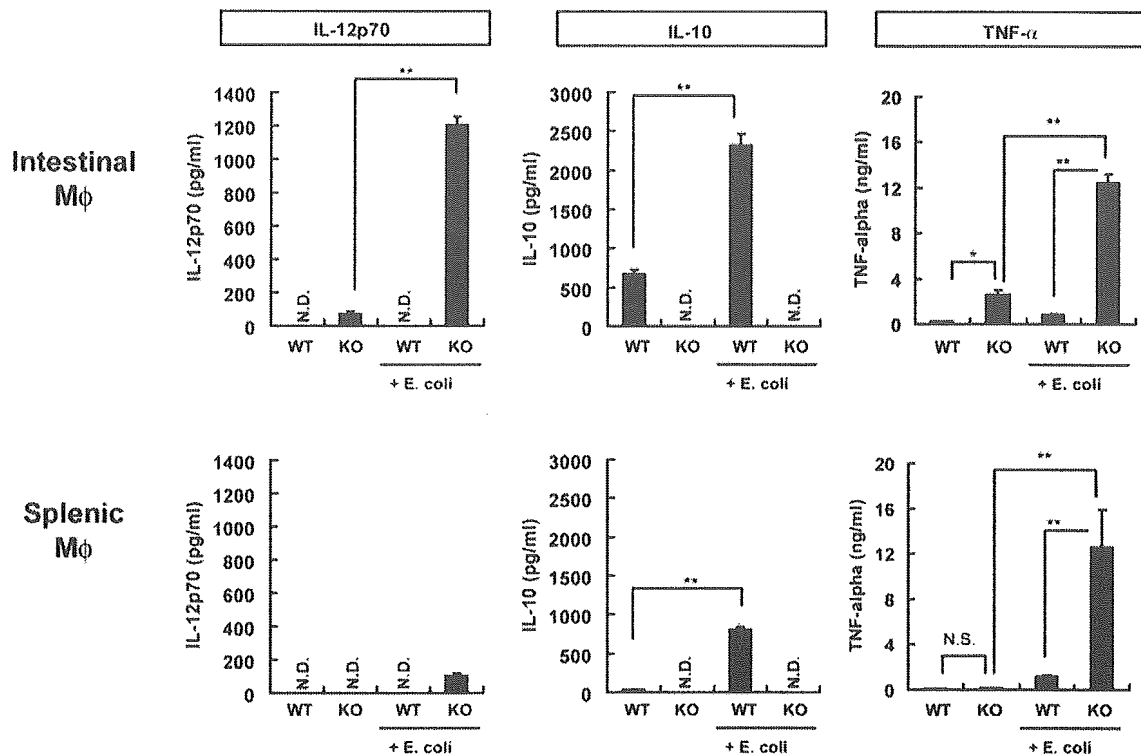 IL-12p70
IL-10
TNF-α
Intestinal
Mϕ
IL-12p70 (pg/ml)
1400
1200
1000
800
600
400
200
0
**
N.D.
N.D.
WT KO WT KO
+ E. coli
IL-10 (pg/ml)
3000
2500
2000
1500
1000
500
0
**
N.D.
N.D.
WT KO WT KO
+ E. coli
TNF-alpha (ng/ml)
20
16
12
8
4
0
**
**
*
WT KO WT KO
+ E. coli
Splenic
Mϕ
IL-12p70 (pg/ml)
1400
1200
1000
800
600
400
200
0
N.D.
N.D.
N.D.
WT KO WT KO
+ E. coli
IL-10 (pg/ml)
3000
2500
2000
1500
1000
500
0
**
N.D.
N.D.
WT KO WT KO
+ E. coli
TNF-alpha (ng/ml)
20
16
12
8
4
0
**
**
N.S.
WT KO WT KO
+ E. coli